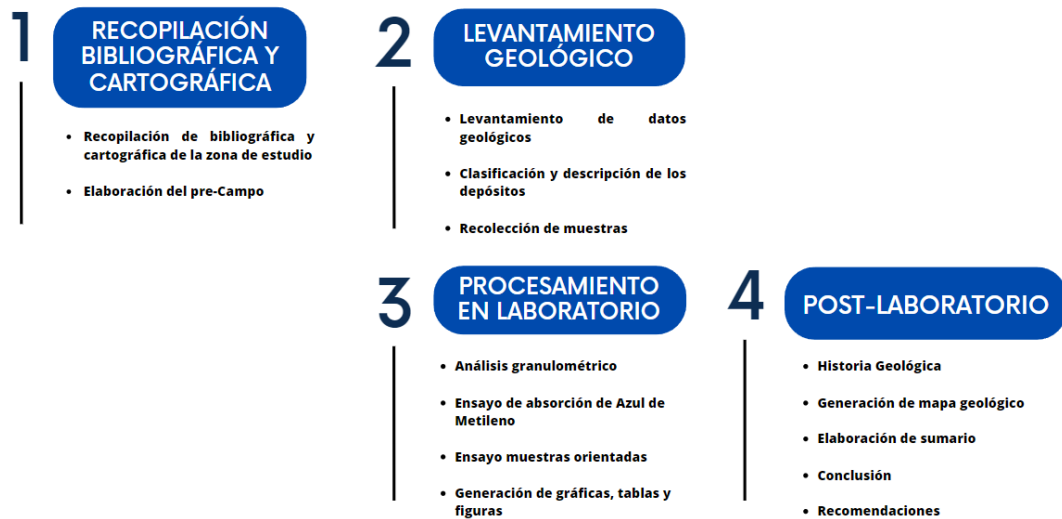 1
RECOPILACIÓN
BIBLIOGRÁFICA Y
CARTOGRÁFICA
• Recopilación de bibliográfica y
cartográfica de la zona de estudio
• Elaboración del pre-Campo
2
LEVANTAMIENTO
GEOLÓGICO
• Levantamiento de datos
geológicos
• Clasificación y descripción de los
depósitos
• Recolección de muestras
3
PROCESAMIENTO
EN LABORATORIO
• Análisis granulométrico
• Ensayo de absorción de Azul de
Metileno
• Ensayo muestras orientadas
• Generación de gráficas, tablas y
figuras
4
POST-LABORATORIO
• Historia Geológica
• Generación de mapa geológico
• Elaboración de sumario
• Conclusión
• Recomendaciones